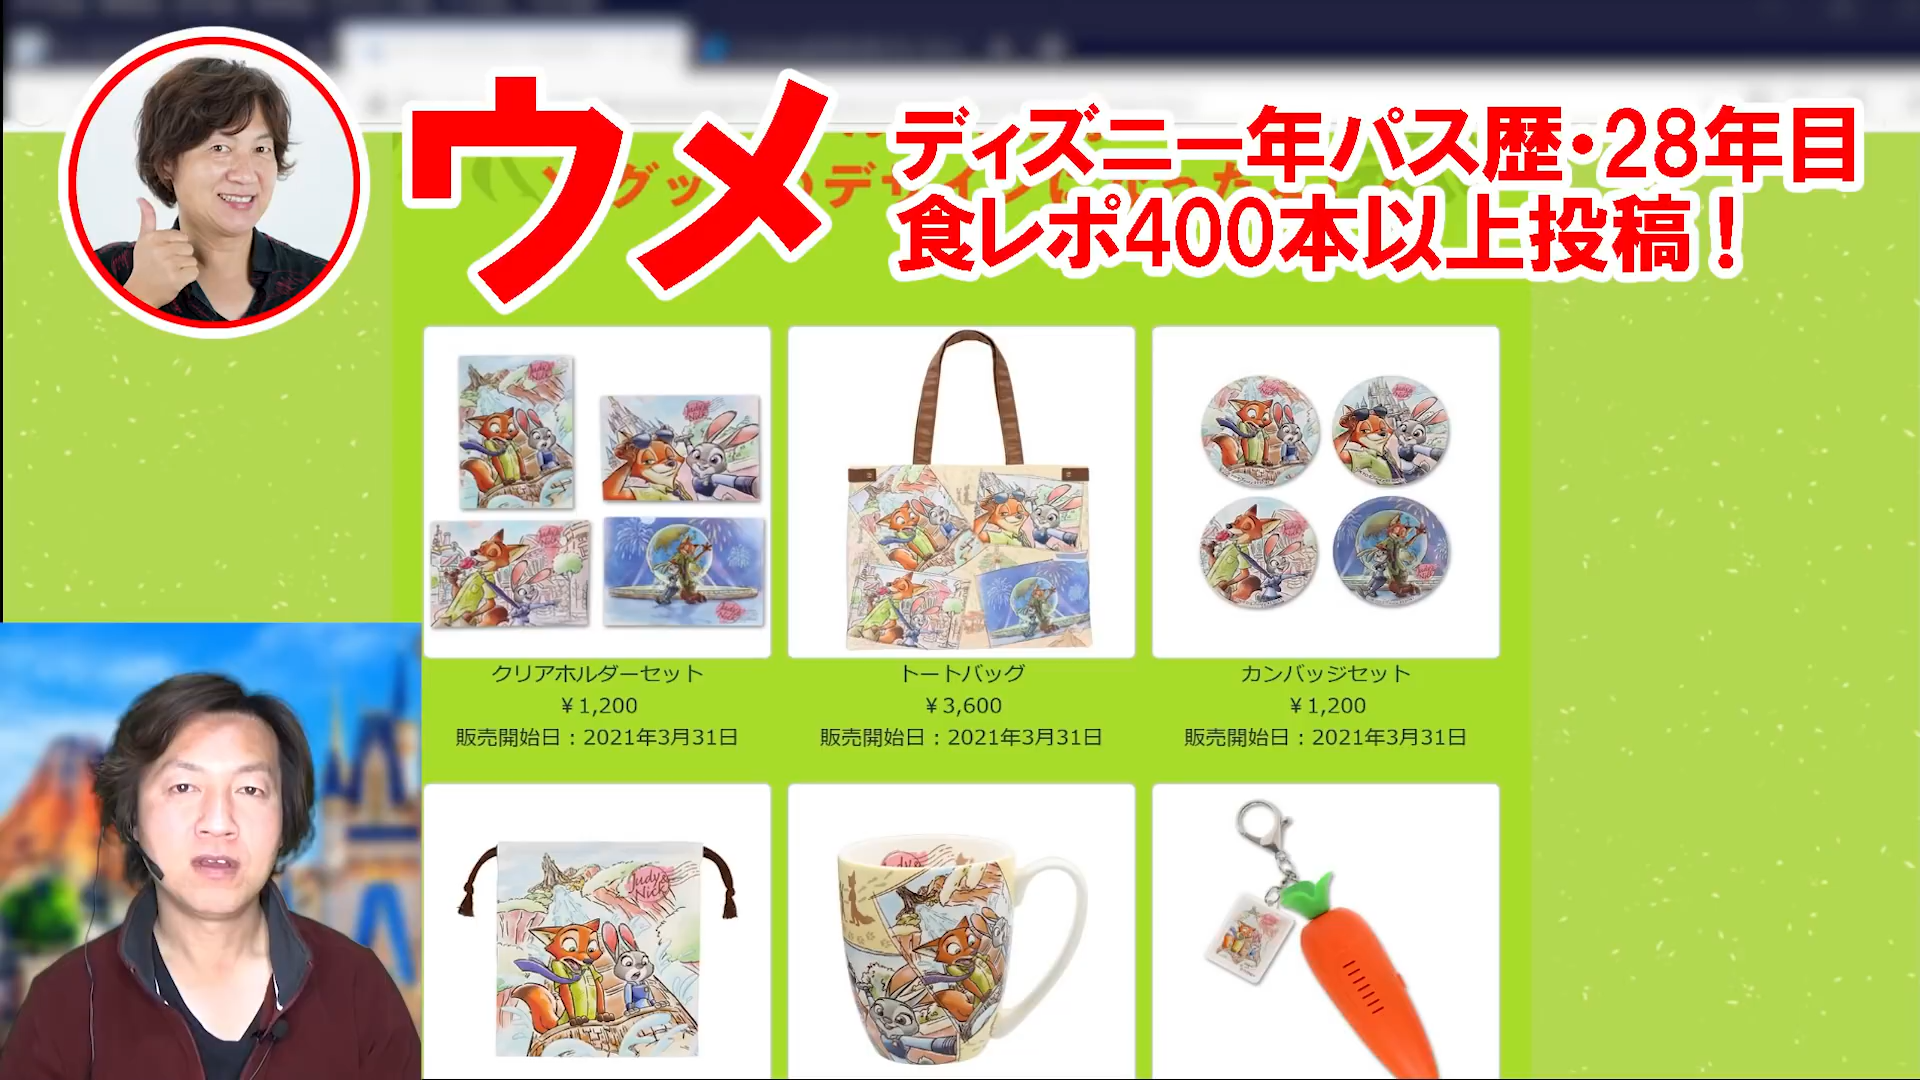 ウメ
ディズニー年パス歴・28年目
食レポ400本以上投稿！
クリアホルダーセット
￥1,200
販売開始日：2021年3月31日
トートバッグ
￥3,600
販売開始日：2021年3月31日
カンバッジセット
￥1,200
販売開始日：2021年3月31日
Judy & Nick